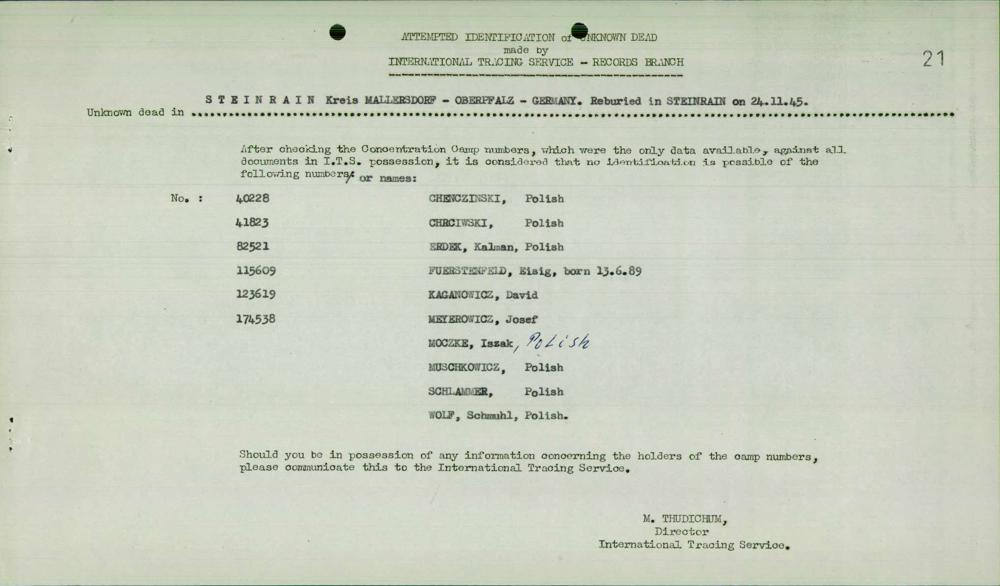 ATTEMPTED IDENTIFICATION of UNKNOWN DEAD
made by
INTERNATIONAL TRACING SERVICE - RECORDS BRANCH
21
Unknown dead in STEINRAIN Kreis MALLERSDORF - OBERPFALZ - GERMANY. Reburied in STEINRAIN on 24.11.45.
After checking the Concentration Camp numbers, which were the only data available, against all
documents in I.T.S. possession, it is considered that no identification is possible of the
following numbers or names:
No. : 40228 CHENCZINSKI, Polish
41823 CHRCIWSKI, Polish
82521 ERDEK, Kalman, Polish
115609 FUERSTENFELD, Eisig, born 13.6.89
123619 KAGANOWICZ, David
174538 MEYEROWICZ, Josef
MOCZKE, Iszak, Polish
MUSCHKOWICZ, Polish
SCHLAMMER, Polish
WOLF, Schmuhl, Polish.
Should you be in possession of any information concerning the holders of the camp numbers,
please communicate this to the International Tracing Service.
M. THUDICHUM,
Director
International Tracing Service.